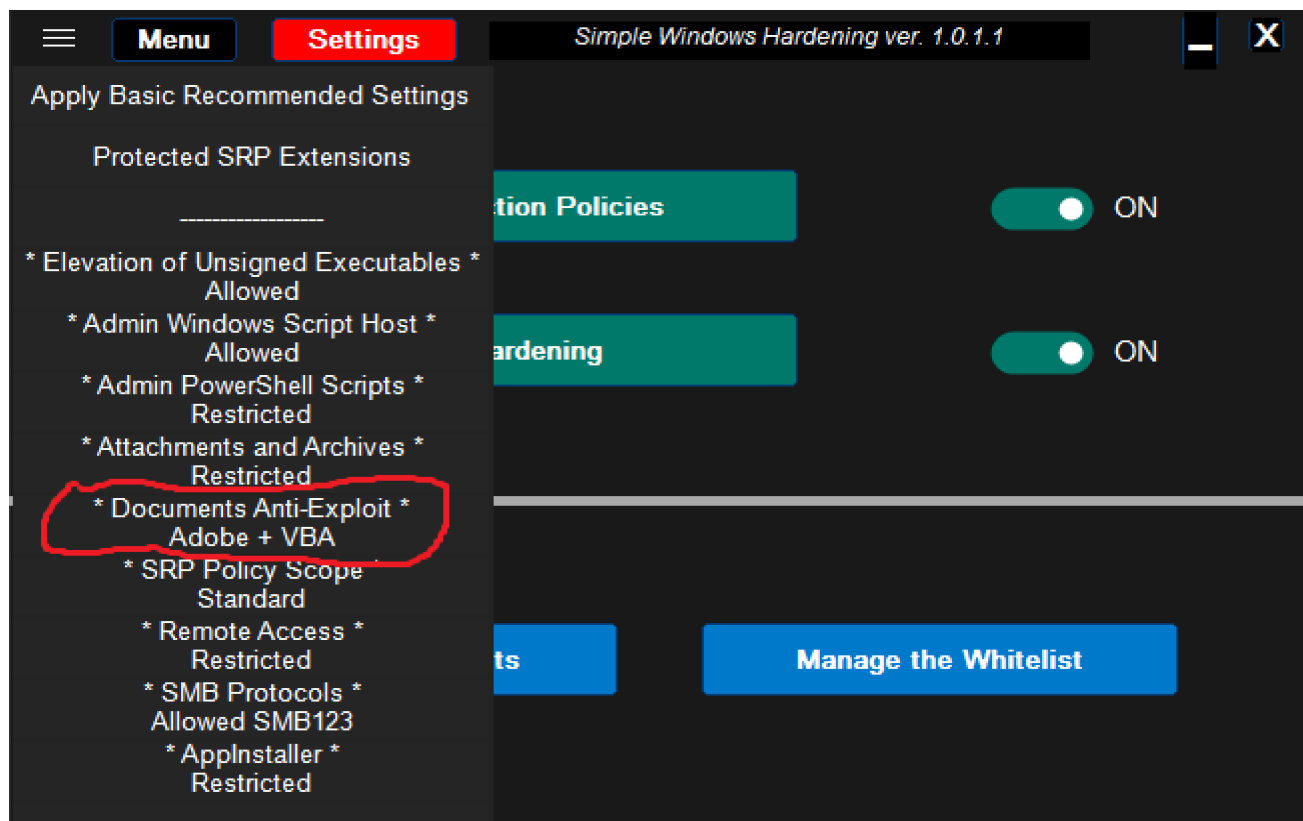 Menu
Settings
Simple Windows Hardening ver. 1.0.1.1
X
Apply Basic Recommended Settings
Protected SRP Extensions
------------------
* Elevation of Unsigned Executables *
Allowed
* Admin Windows Script Host *
Allowed
* Admin PowerShell Scripts *
Restricted
* Attachments and Archives *
Restricted
* Documents Anti-Exploit *
Adobe + VBA
* SRP Policy Scope *
Standard
* Remote Access *
Restricted
* SMB Protocols *
Allowed SMB123
* AppInstaller *
Restricted
tion Policies
ON
ardening
ON
ts
Manage the Whitelist